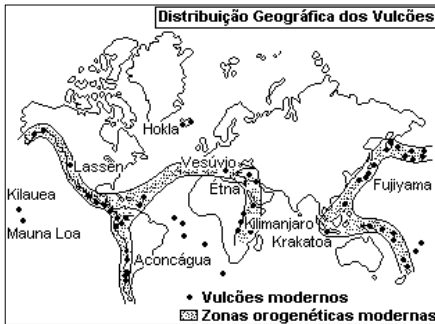 Distribuição Geográfica dos Vulcões
Hokla
Lassen
Vesúvio
Etna
Fujiyama
Kilauea
Kilimanjaro
Mauna Loa
Krakatoa
Aconcágua
Vulcões modernos
Zonas orogenéticas modernas